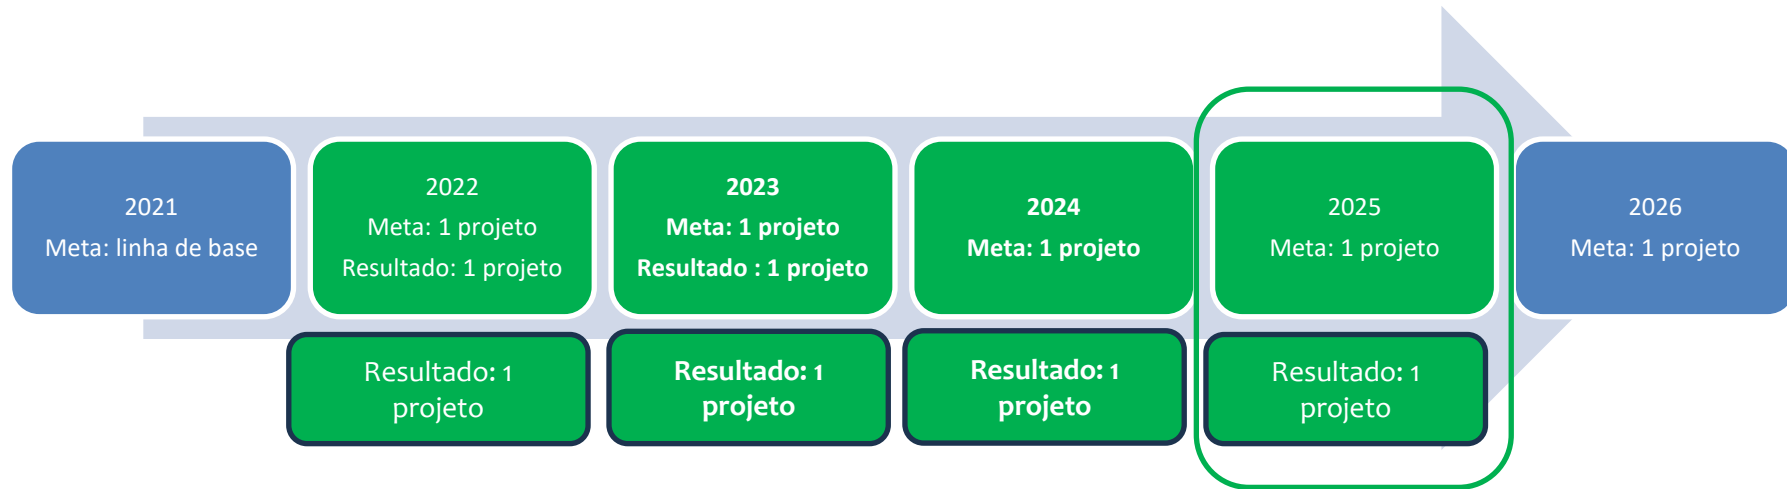 2021
Meta: linha de base
2022
Meta: 1 projeto
Resultado: 1 projeto
2023
Meta: 1 projeto
Resultado : 1 projeto
2024
Meta: 1 projeto
2025
Meta: 1 projeto
2026
Meta: 1 projeto
Resultado: 1
projeto
Resultado: 1
projeto
Resultado: 1
projeto
Resultado: 1
projeto